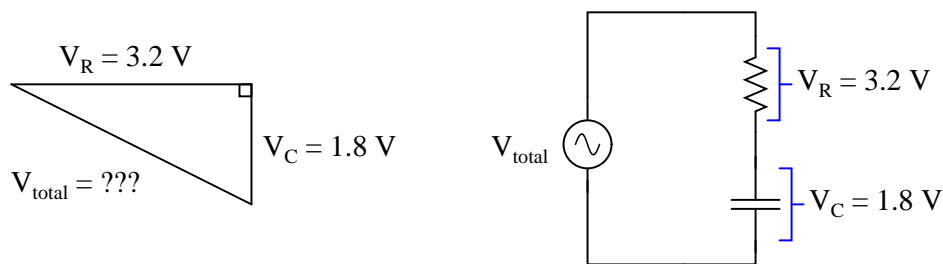 V_R = 3.2 V
V_C = 1.8 V
V_total = ???
V_total
V_R = 3.2 V
V_C = 1.8 V